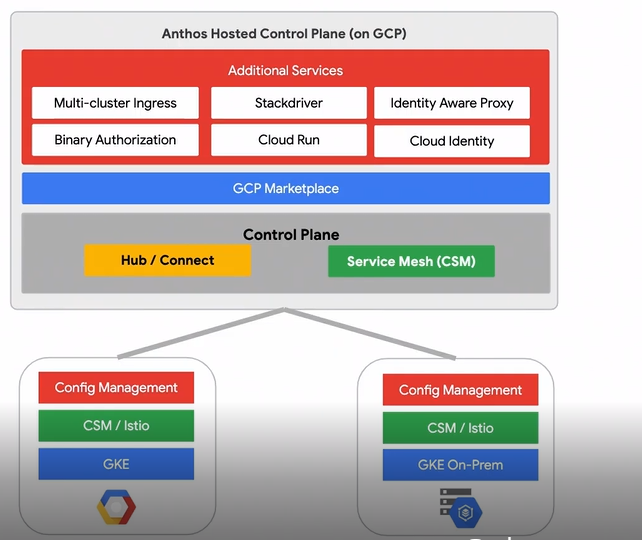 Anthos Hosted Control Plane (on GCP)
Additional Services
Multi-cluster Ingress
Stackdriver
Identity Aware Proxy
Binary Authorization
Cloud Run
Cloud Identity
GCP Marketplace
Control Plane
Hub / Connect
Service Mesh (CSM)
Config Management
CSM / Istio
GKE
Config Management
CSM / Istio
GKE On-Prem